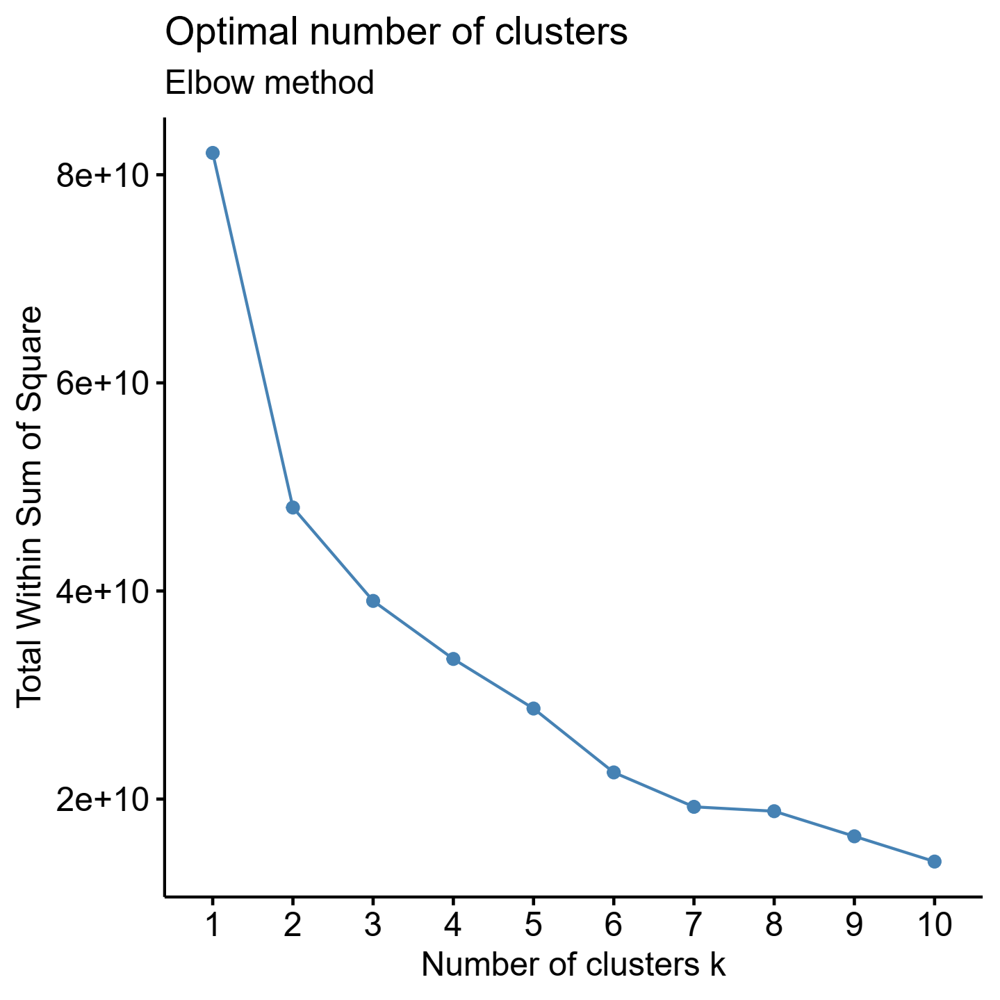 Optimal number of clusters
Elbow method
Total Within Sum of Square
8e+10
6e+10
4e+10
2e+10
1 2 3 4 5 6 7 8 9 10
Number of clusters k